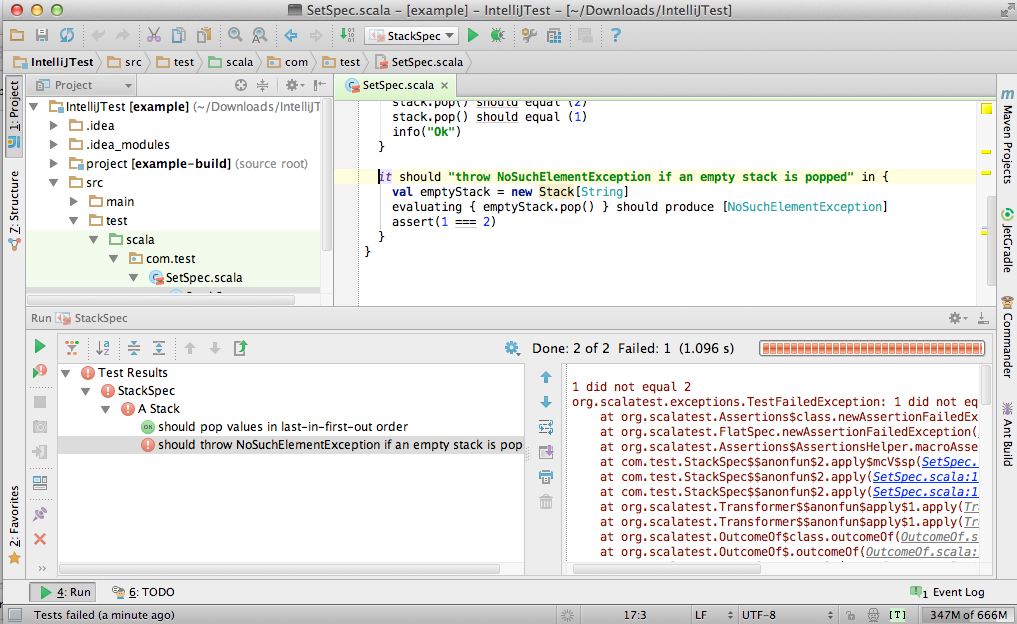 SetSpec.scala – [example] – IntelliJTest – [~/Downloads/IntelliJTest]
StackSpec
IntelliJTest src test scala com test SetSpec.scala
1: Project
Z: Structure
2: Favorites
Project
IntelliJTest [example] (~/Downloads/IntelliJT
.idea
.idea_modules
project [example-build] (source root)
src
main
test
scala
com.test
SetSpec.scala
SetSpec.scala
stack.pop() should equal (2)
stack.pop() should equal (1)
info("Ok")
}
it should "throw NoSuchElementException if an empty stack is popped" in {
val emptyStack = new Stack[String]
evaluating { emptyStack.pop() } should produce [NoSuchElementException]
assert(1 === 2)
}
}
Maven Projects
JetGradle
Commander
Ant Build
Run StackSpec
Done: 2 of 2 Failed: 1 (1.096 s)
Test Results
StackSpec
A Stack
OK should pop values in last-in-first-out order
should throw NoSuchElementException if an empty stack is pop
1 did not equal 2
org.scalatest.exceptions.TestFailedException: 1 did not eq
at org.scalatest.Assertions$class.newAssertionFailedEx
at org.scalatest.FlatSpec.newAssertionFailedException(
at org.scalatest.Assertions$AssertionsHelper.macroAsse
at com.test.StackSpec$$anonfun$2.apply$mcV$sp(SetSpec.
at com.test.StackSpec$$anonfun$2.apply(SetSpec.scala:1
at com.test.StackSpec$$anonfun$2.apply(SetSpec.scala:1
at org.scalatest.Transformer$$anonfun$apply$1.apply(Tra
at org.scalatest.Transformer$$anonfun$apply$1.apply(Tra
at org.scalatest.OutcomeOf$class.outcomeOf(OutcomeOf.s
at org.scalatest.OutcomeOf$.outcomeOf(OutcomeOf.scala:
4: Run 6: TODO
1 Event Log
Tests failed (a minute ago)
17:3 LF UTF-8 [T] 347M of 666M